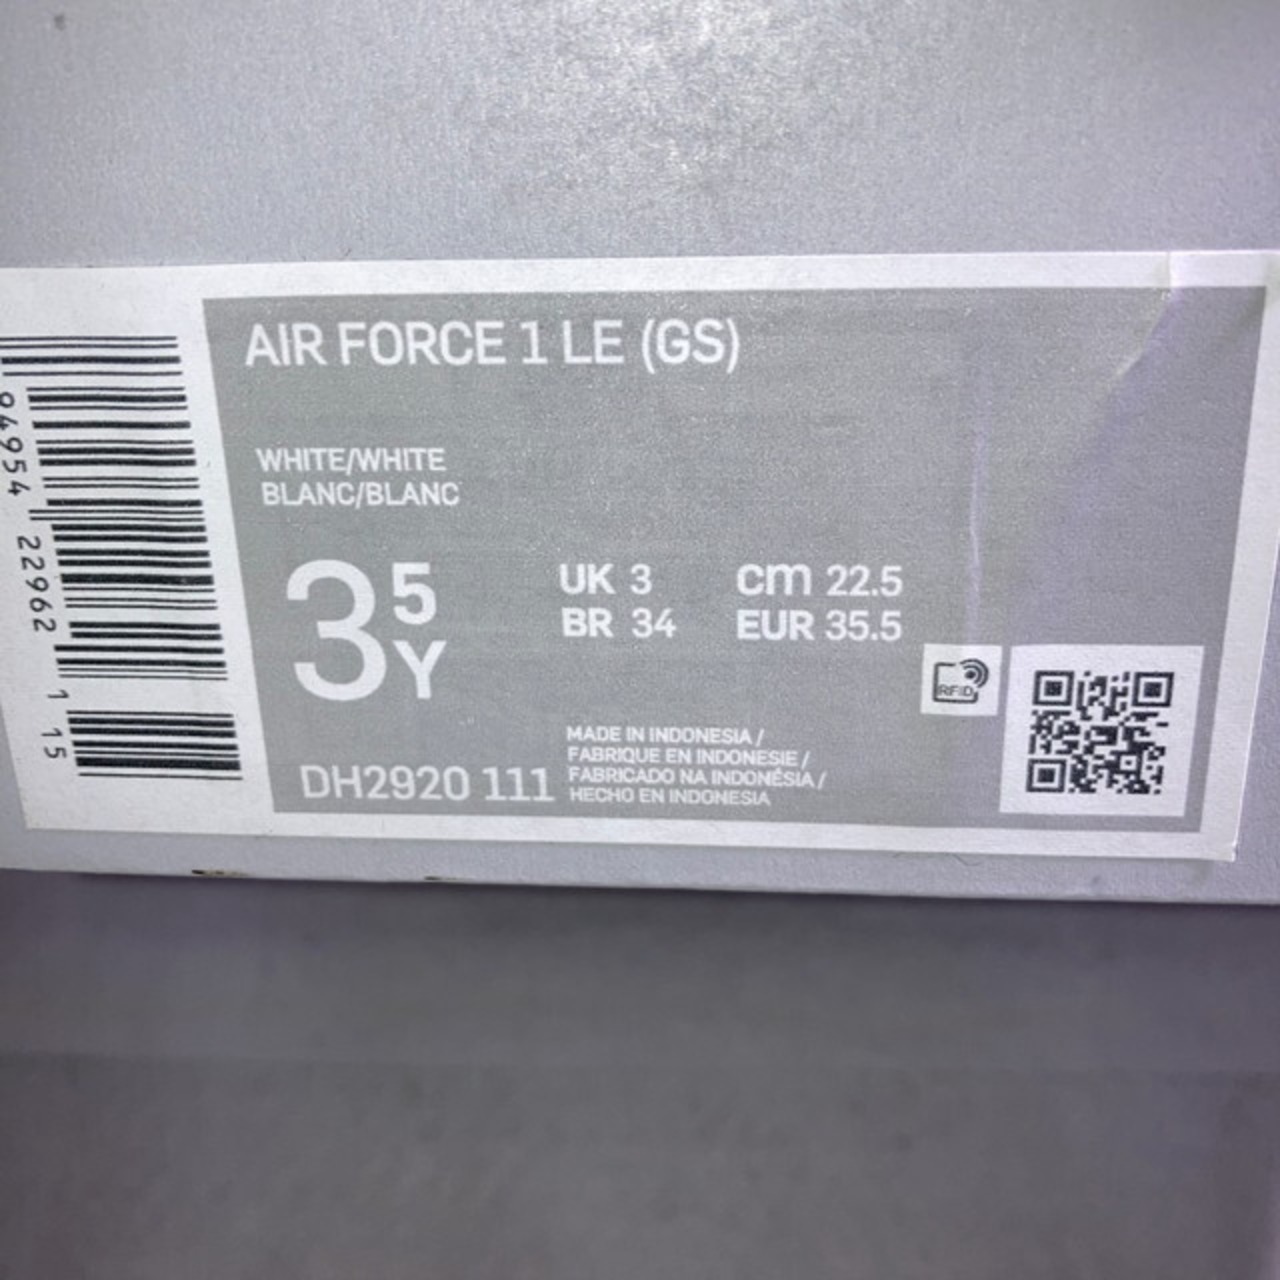 AIR FORCE 1 LE (GS)
WHITE/WHITE
BLANC/BLANC
3 5 Y
UK 3 cm 22.5
BR 34 EUR 35.5
MADE IN INDONESIA /
FABRIQUE EN INDONESIE /
FABRICADO NA INDONÉSIA /
HECHO EN INDONESIA
DH2920 111
RFID
94954 22962 1 15